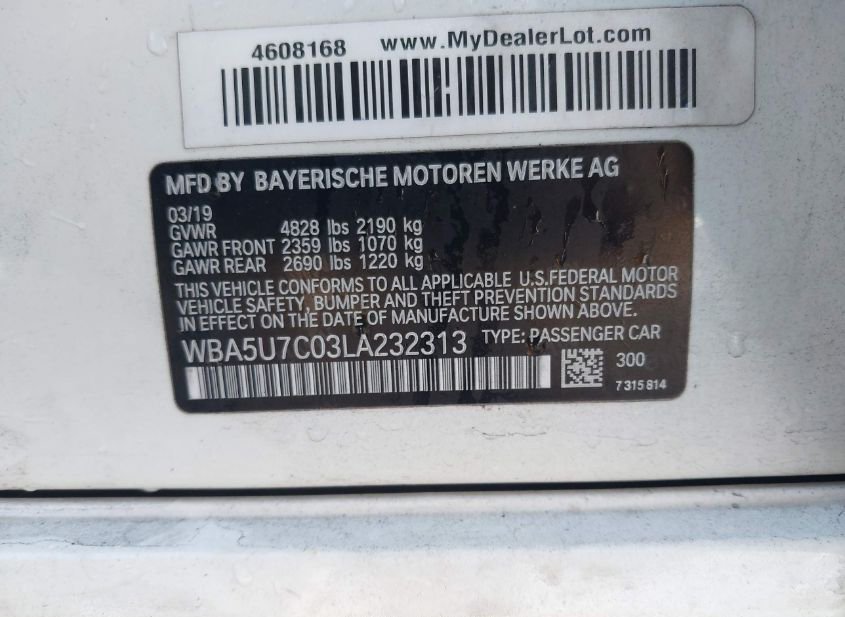 4608168 www.MyDealerLot.com
MFD BY BAYERISCHE MOTOREN WERKE AG
03/19
GVWR 4828 lbs 2190 kg
GAWR FRONT 2359 lbs 1070 kg
GAWR REAR 2690 lbs 1220 kg
THIS VEHICLE CONFORMS TO ALL APPLICABLE U.S.FEDERAL MOTOR
VEHICLE SAFETY, BUMPER AND THEFT PREVENTION STANDARDS
IN EFFECT ON THE DATE OF MANUFACTURE SHOWN ABOVE.
WBA5U7C03LA232313 TYPE: PASSENGER CAR
300
7 315 814